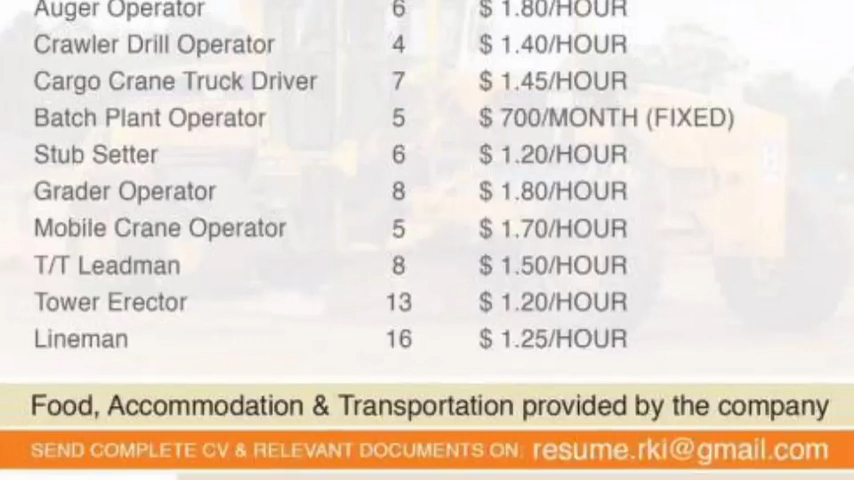 Auger Operator 6 $ 1.80/HOUR
Crawler Drill Operator 4 $ 1.40/HOUR
Cargo Crane Truck Driver 7 $ 1.45/HOUR
Batch Plant Operator 5 $ 700/MONTH (FIXED)
Stub Setter 6 $ 1.20/HOUR
Grader Operator 8 $ 1.80/HOUR
Mobile Crane Operator 5 $ 1.70/HOUR
T/T Leadman 8 $ 1.50/HOUR
Tower Erector 13 $ 1.20/HOUR
Lineman 16 $ 1.25/HOUR
Food, Accommodation & Transportation provided by the company
SEND COMPLETE CV & RELEVANT DOCUMENTS ON: resume.rki@gmail.com